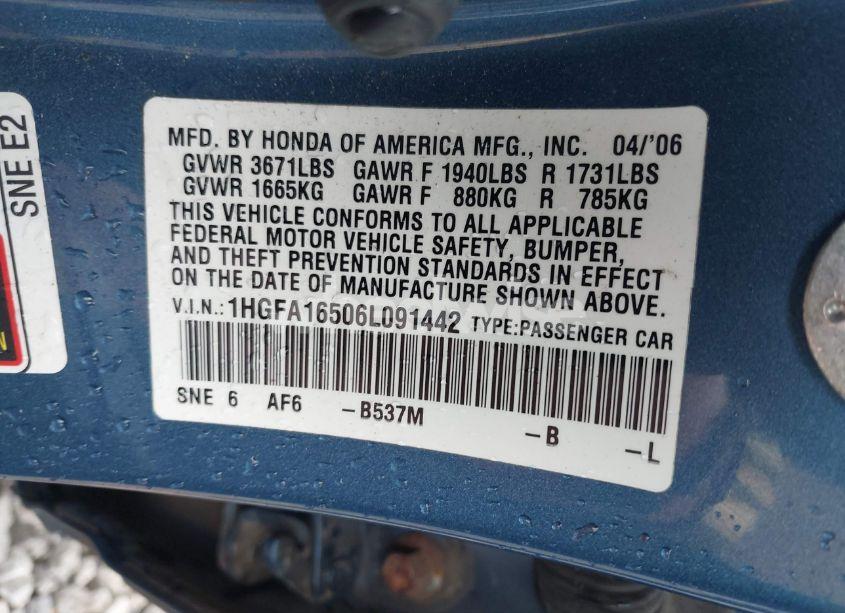 SNE E2
MFD. BY HONDA OF AMERICA MFG., INC. 04/'06
GVWR 3671LBS GAWR F 1940LBS R 1731LBS
GVWR 1665KG GAWR F 880KG R 785KG
THIS VEHICLE CONFORMS TO ALL APPLICABLE
FEDERAL MOTOR VEHICLE SAFETY, BUMPER,
AND THEFT PREVENTION STANDARDS IN EFFECT
ON THE DATE OF MANUFACTURE SHOWN ABOVE.
V.I.N.: 1HGFA16506L091442 TYPE:PASSENGER CAR
SNE 6 AF6 -B537M -B -L